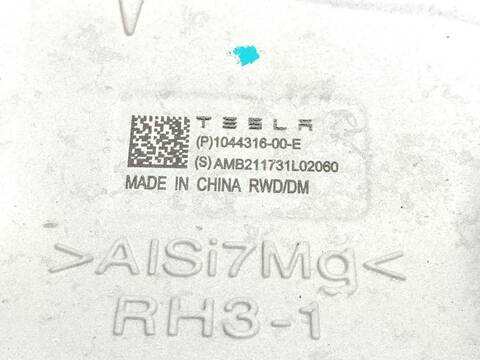 TESLA
(P)1044316-00-E
(S)AMB211731L02060
MADE IN CHINA RWD/DM
>AlSi7Mg<
RH3-1